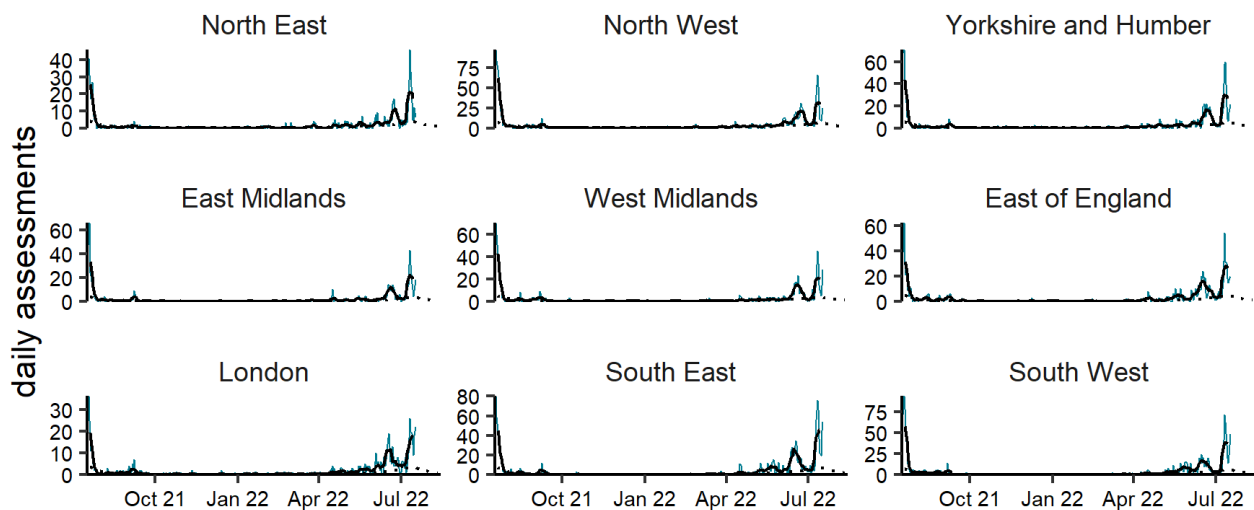 daily assessments
North East
40
30
20
10
0
North West
75
50
25
0
Yorkshire and Humber
60
40
20
0
East Midlands
60
40
20
0
West Midlands
60
40
20
0
East of England
60
40
20
0
London
30
20
10
0
Oct 21 Jan 22 Apr 22 Jul 22
South East
80
60
40
20
0
Oct 21 Jan 22 Apr 22 Jul 22
South West
75
50
25
0
Oct 21 Jan 22 Apr 22 Jul 22